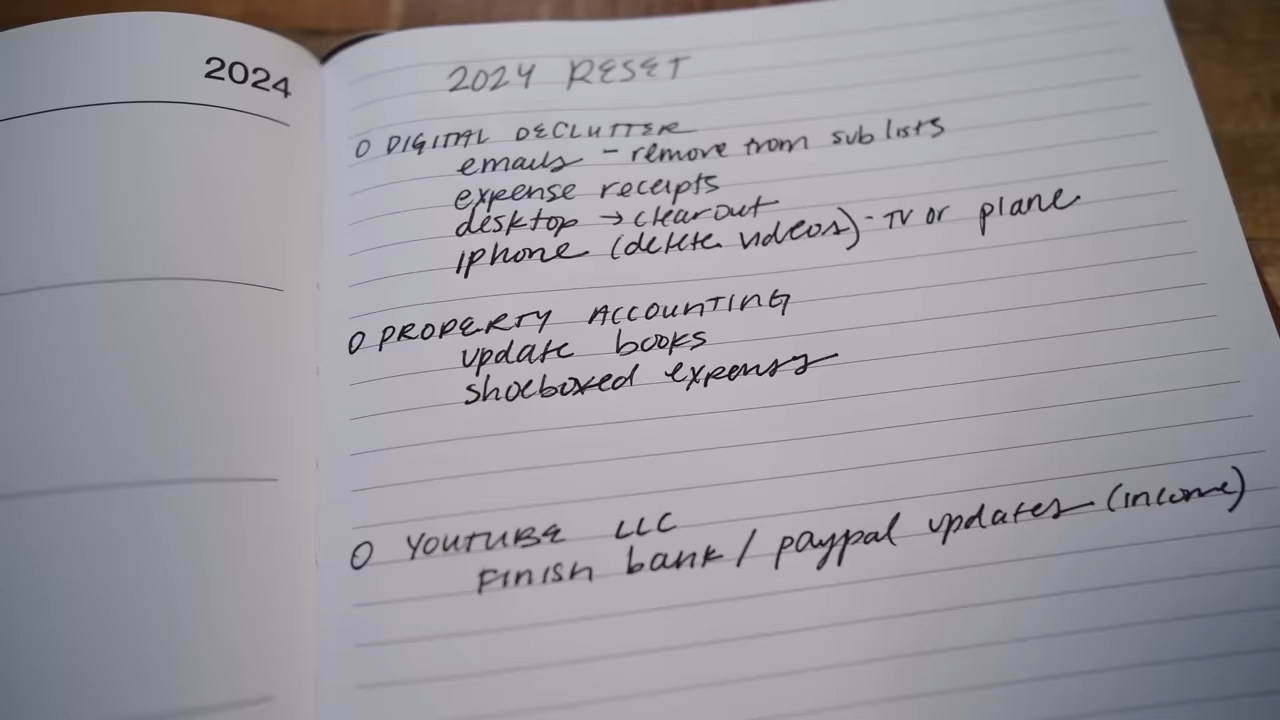 2024
2024 RESET
O DIGITAL DECLUTTER
emails - remove from sub lists
expense receipts
desktop → clear out
iphone (delete videos) - TV or plane
O PROPERTY ACCOUNTING
update books
shoeboxed expenses
O YOUTUBE LLC
FINISH bank / paypal updates (income)